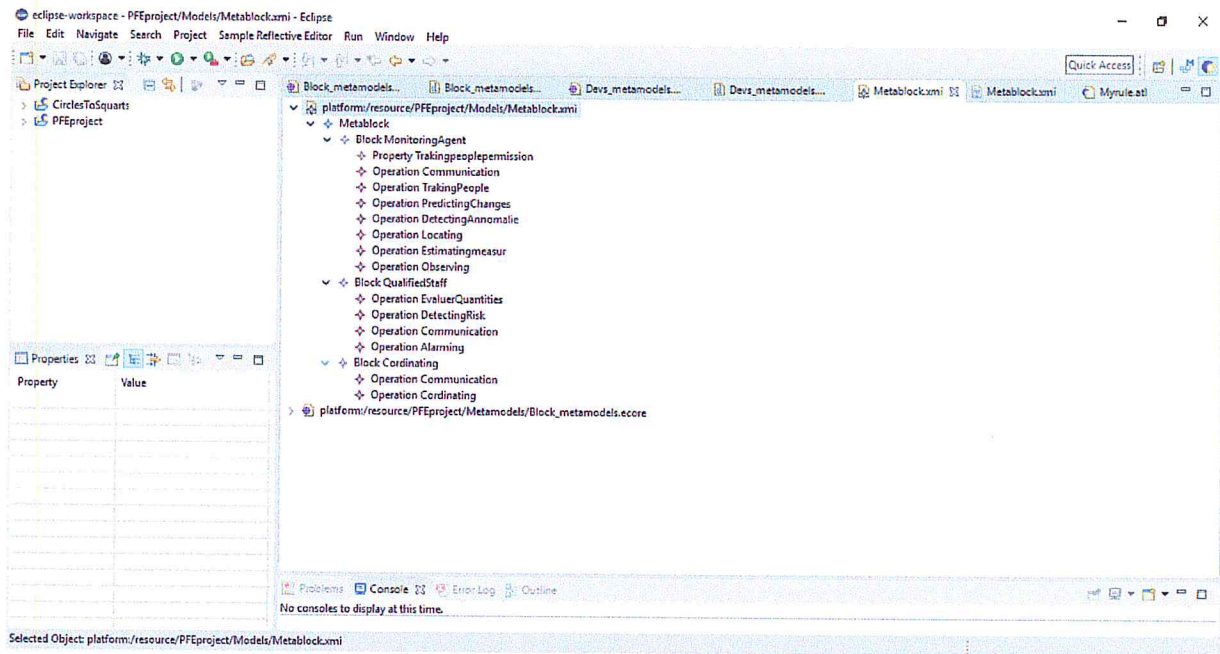 eclipse-workspace - PFEproject/Models/Metablock.xmi - Eclipse
File Edit Navigate Search Project Sample Reflective Editor Run Window Help
Quick Access
Project Explorer
Block_metamodels... Block_metamodels... Devs_metamodels.... Devs_metamodels.... Metablock.xmi Metablock.xmi Myrule.atl
CirclesToSquarts
PFEproject
platform:/resource/PFEproject/Models/Metablock.xmi
Metablock
Block MonitoringAgent
Property Trakingpeoplepermission
Operation Communication
Operation TrakingPeople
Operation PredictingChanges
Operation DetectingAnnomalie
Operation Locating
Operation Estimatingmeasur
Operation Observing
Block QualifiedStaff
Operation EvaluerQuantities
Operation DetectingRisk
Operation Communication
Operation Alarming
Block Cordinating
Operation Communication
Operation Cordinating
platform:/resource/PFEproject/Metamodels/Block_metamodels.ecore
Properties
Property Value
Problems Console Error Log Outline
No consoles to display at this time.
Selected Object: platform:/resource/PFEproject/Models/Metablock.xmi